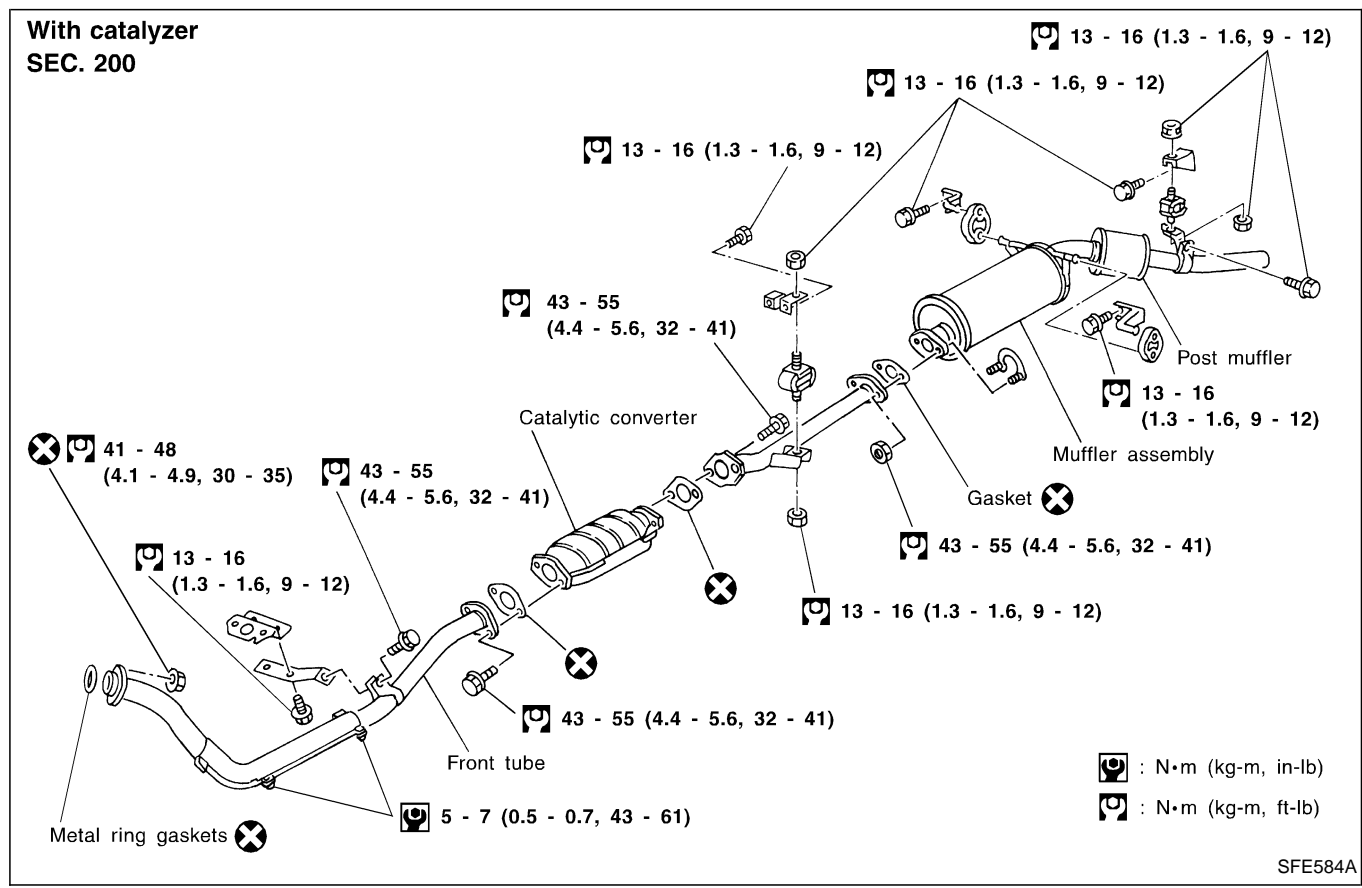 With catalyzer
SEC. 200
13 - 16 (1.3 - 1.6, 9 - 12)
13 - 16 (1.3 - 1.6, 9 - 12)
13 - 16 (1.3 - 1.6, 9 - 12)
43 - 55
(4.4 - 5.6, 32 - 41)
Post muffler
13 - 16
(1.3 - 1.6, 9 - 12)
Catalytic converter
Muffler assembly
41 - 48
(4.1 - 4.9, 30 - 35)
43 - 55
(4.4 - 5.6, 32 - 41)
Gasket
43 - 55 (4.4 - 5.6, 32 - 41)
13 - 16
(1.3 - 1.6, 9 - 12)
13 - 16 (1.3 - 1.6, 9 - 12)
43 - 55 (4.4 - 5.6, 32 - 41)
Front tube
5 - 7 (0.5 - 0.7, 43 - 61)
Metal ring gaskets
: N•m (kg-m, in-lb)
: N•m (kg-m, ft-lb)
SFE584A